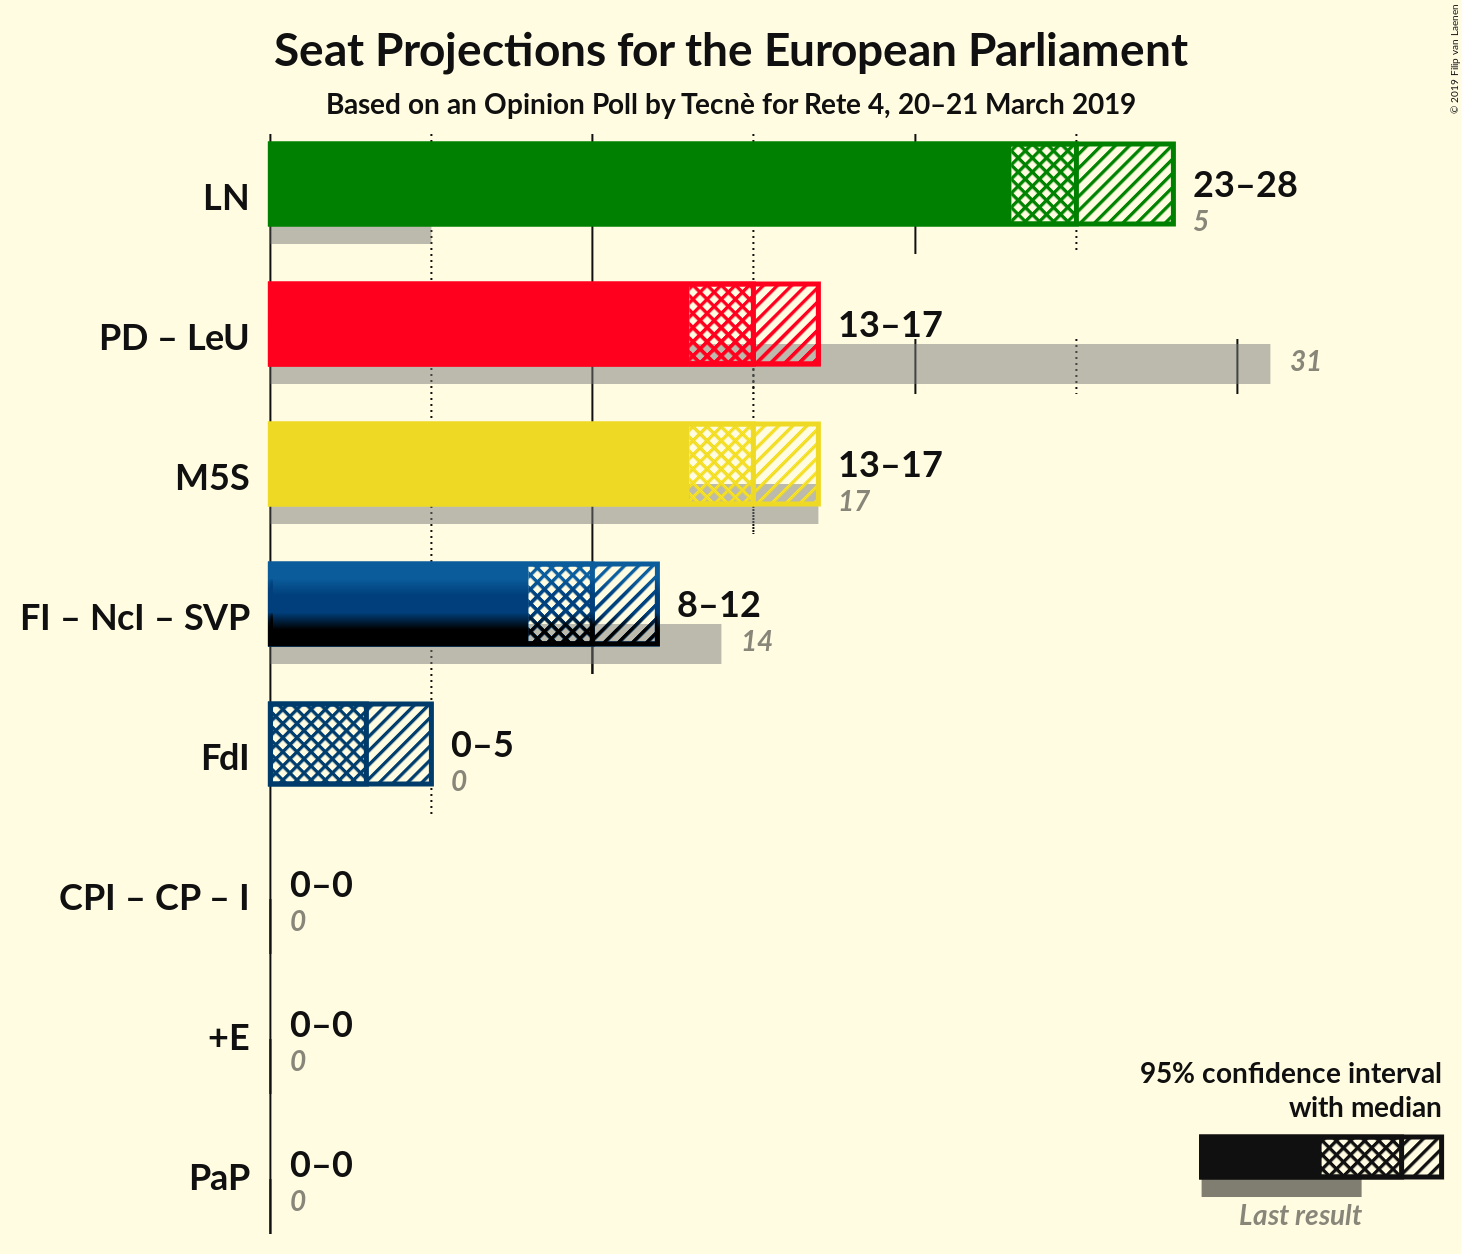 Seat Projections for the European Parliament
Based on an Opinion Poll by Tecnè for Rete 4, 20–21 March 2019
© 2019 Filip van Laenen
LN
23–28
5
PD – LeU
13–17
31
M5S
13–17
17
FI – NcI – SVP
8–12
14
FdI
0–5
0
CPI – CP – I
0–0
0
+E
0–0
0
PaP
0–0
0
95% confidence interval
with median
Last result